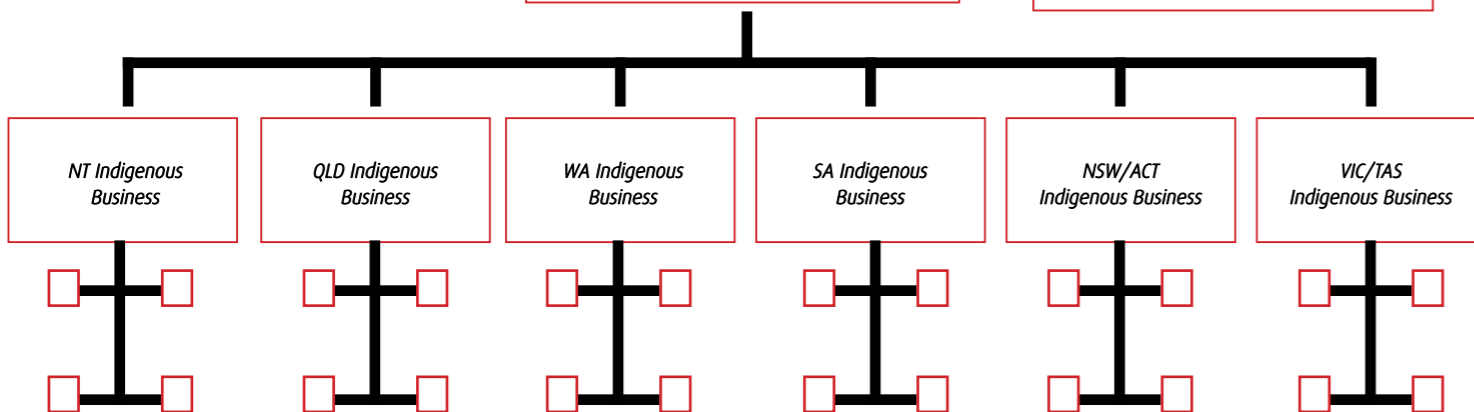 NT Indigenous
Business
QLD Indigenous
Business
WA Indigenous
Business
SA Indigenous
Business
NSW/ACT
Indigenous Business
VIC/TAS
Indigenous Business